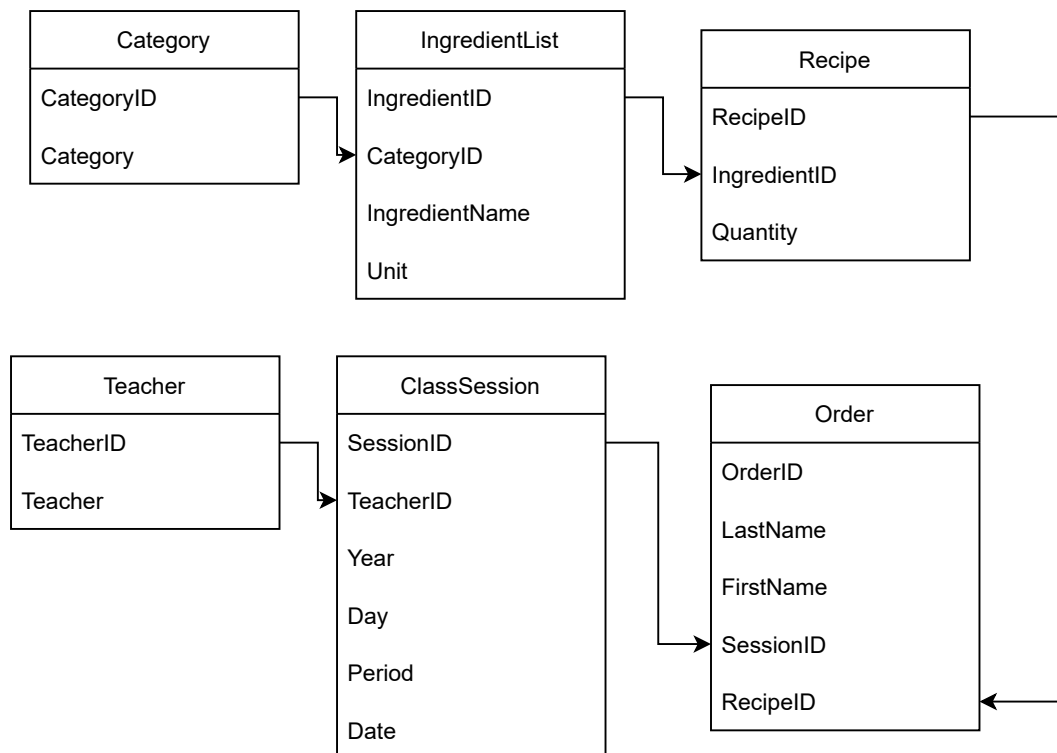 Category
CategoryID
Category
IngredientList
IngredientID
CategoryID
IngredientName
Unit
Recipe
RecipeID
IngredientID
Quantity
Teacher
TeacherID
Teacher
ClassSession
SessionID
TeacherID
Year
Day
Period
Date
Order
OrderID
LastName
FirstName
SessionID
RecipeID